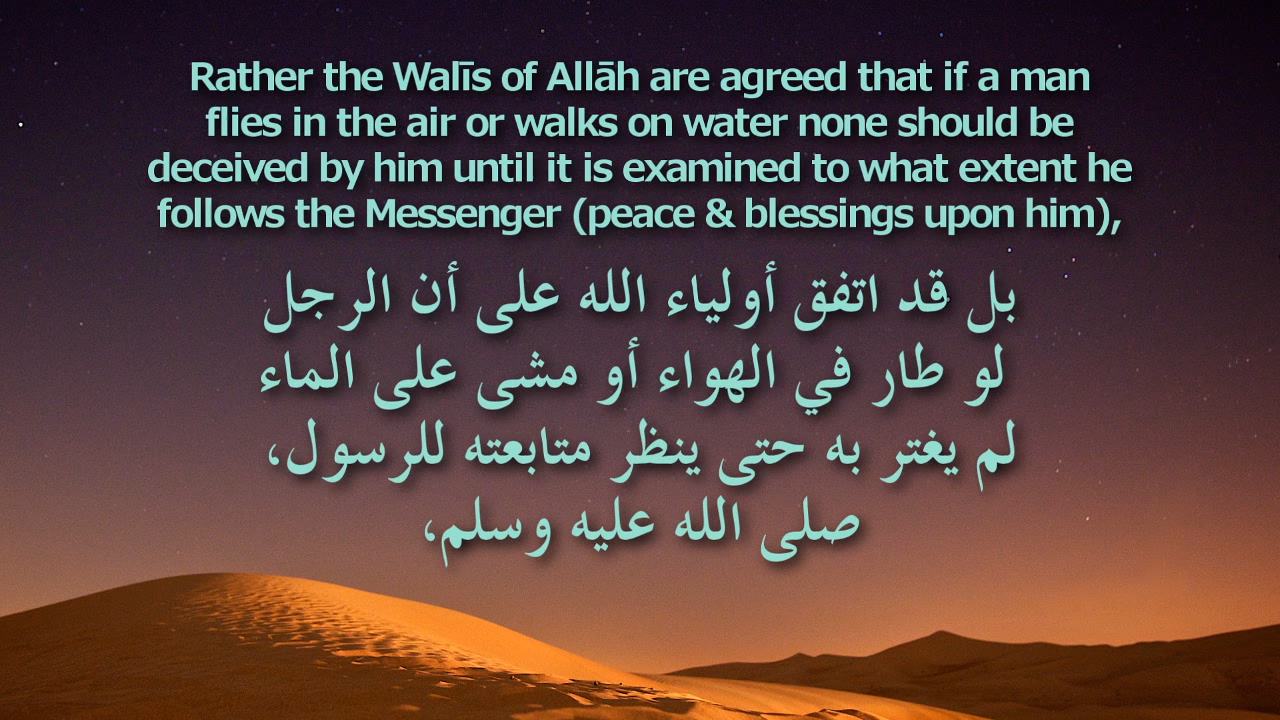 Rather the Walīs of Allāh are agreed that if a man
flies in the air or walks on water none should be
deceived by him until it is examined to what extent he
follows the Messenger (peace & blessings upon him),
بل قد اتفق أولياء الله على أن الرجل
لو طار في الهواء أو مشى على الماء
لم يغتر به حتى ينظر متابعته للرسول،
صلى الله عليه وسلم،